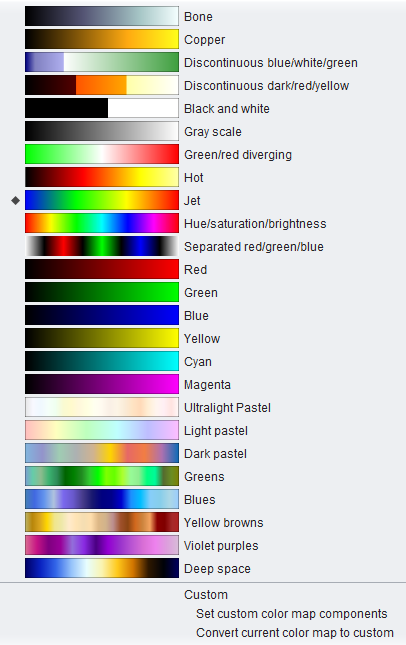 Bone
Copper
Discontinuous blue/white/green
Discontinuous dark/red/yellow
Black and white
Gray scale
Green/red diverging
Hot
Jet
Hue/saturation/brightness
Separated red/green/blue
Red
Green
Blue
Yellow
Cyan
Magenta
Ultralight Pastel
Light pastel
Dark pastel
Greens
Blues
Yellow browns
Violet purples
Deep space
Custom
Set custom color map components
Convert current color map to custom